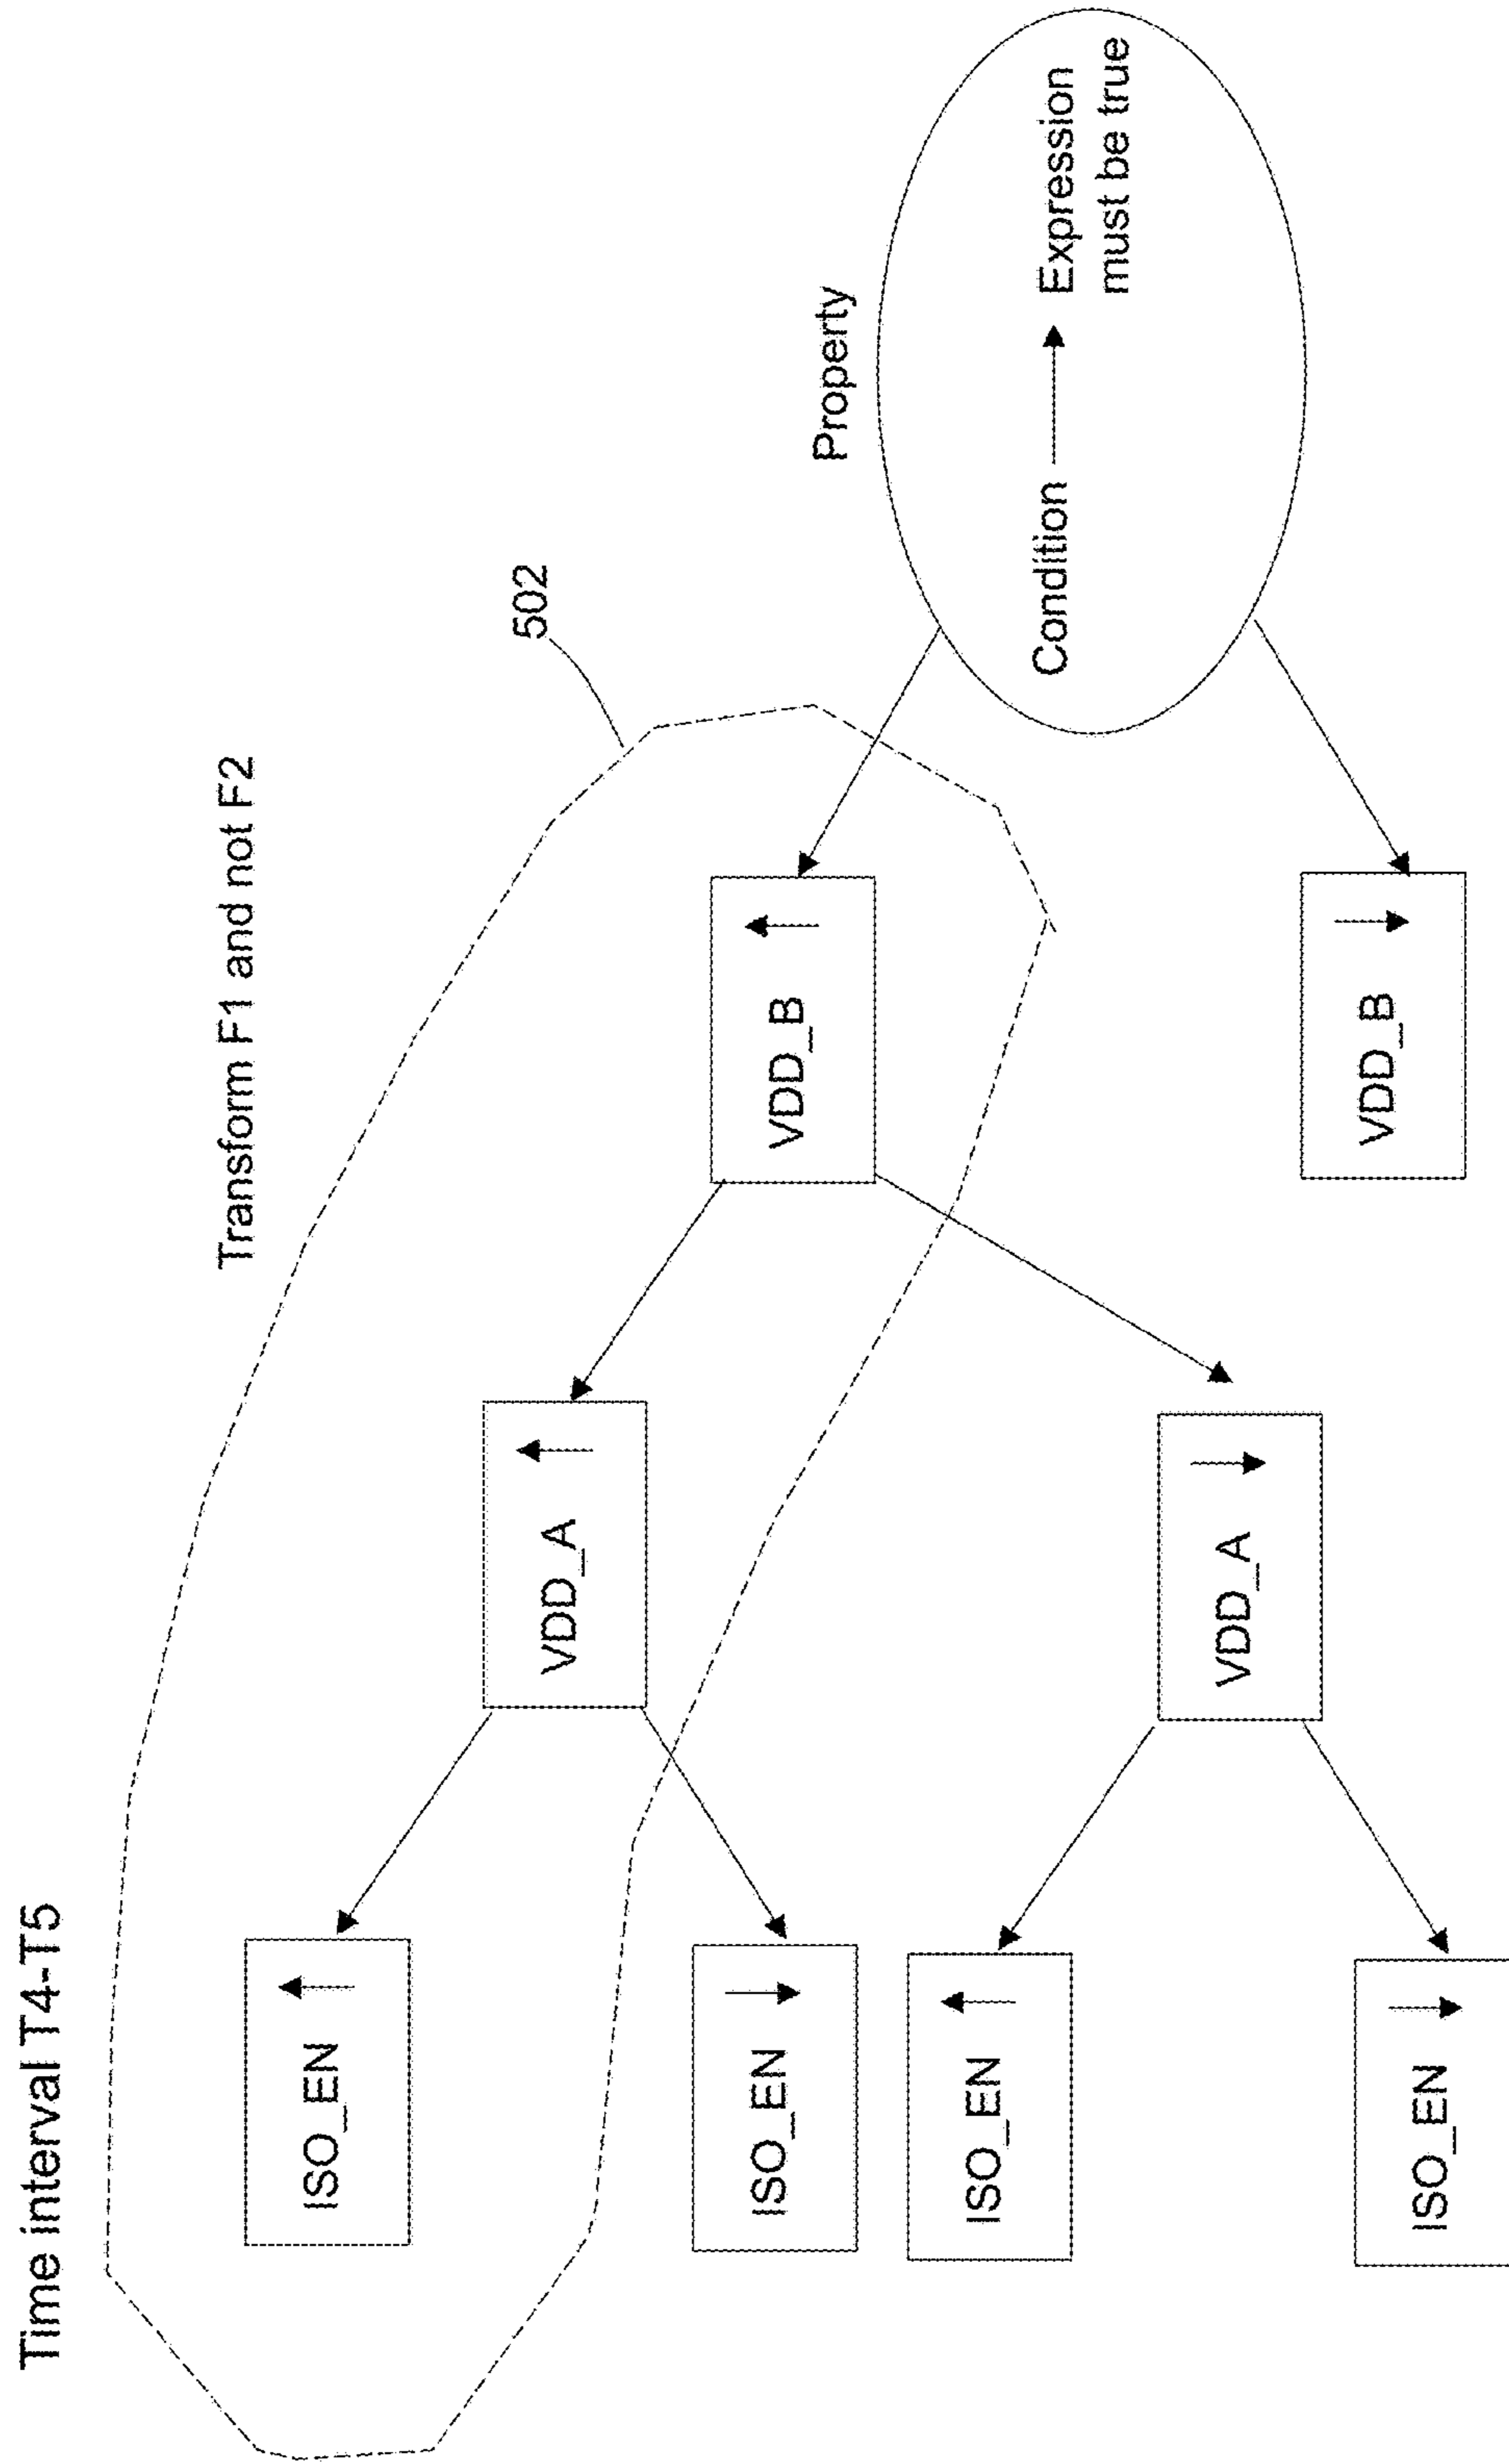 Time interval T4-T5
Transform F1 and not F2
502
Property
Condition
Expression
must be true
VDD_B
VDD_B
VDD_A
VDD_A
ISO_EN
ISO_EN
ISO_EN
ISO_EN